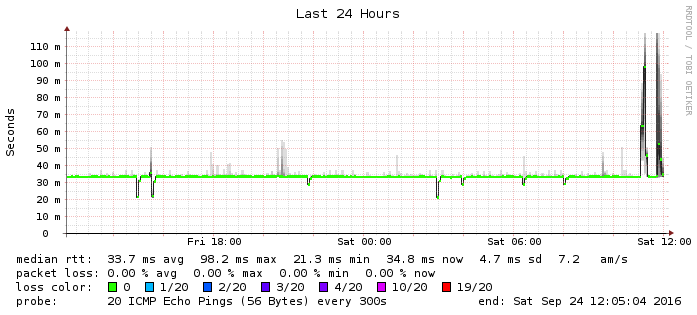 Last 24 Hours
RRDTOOL / TOBI OETIKER
Seconds
110 m
100 m
90 m
80 m
70 m
60 m
50 m
40 m
30 m
20 m
10 m
0
Fri 18:00 Sat 00:00 Sat 06:00 Sat 12:00
median rtt: 33.7 ms avg 98.2 ms max 21.3 ms min 34.8 ms now 4.7 ms sd 7.2 am/s
packet loss: 0.00 % avg 0.00 % max 0.00 % min 0.00 % now
loss color: 0 1/20 2/20 3/20 4/20 10/20 19/20
probe: 20 ICMP Echo Pings (56 Bytes) every 300s end: Sat Sep 24 12:05:04 2016